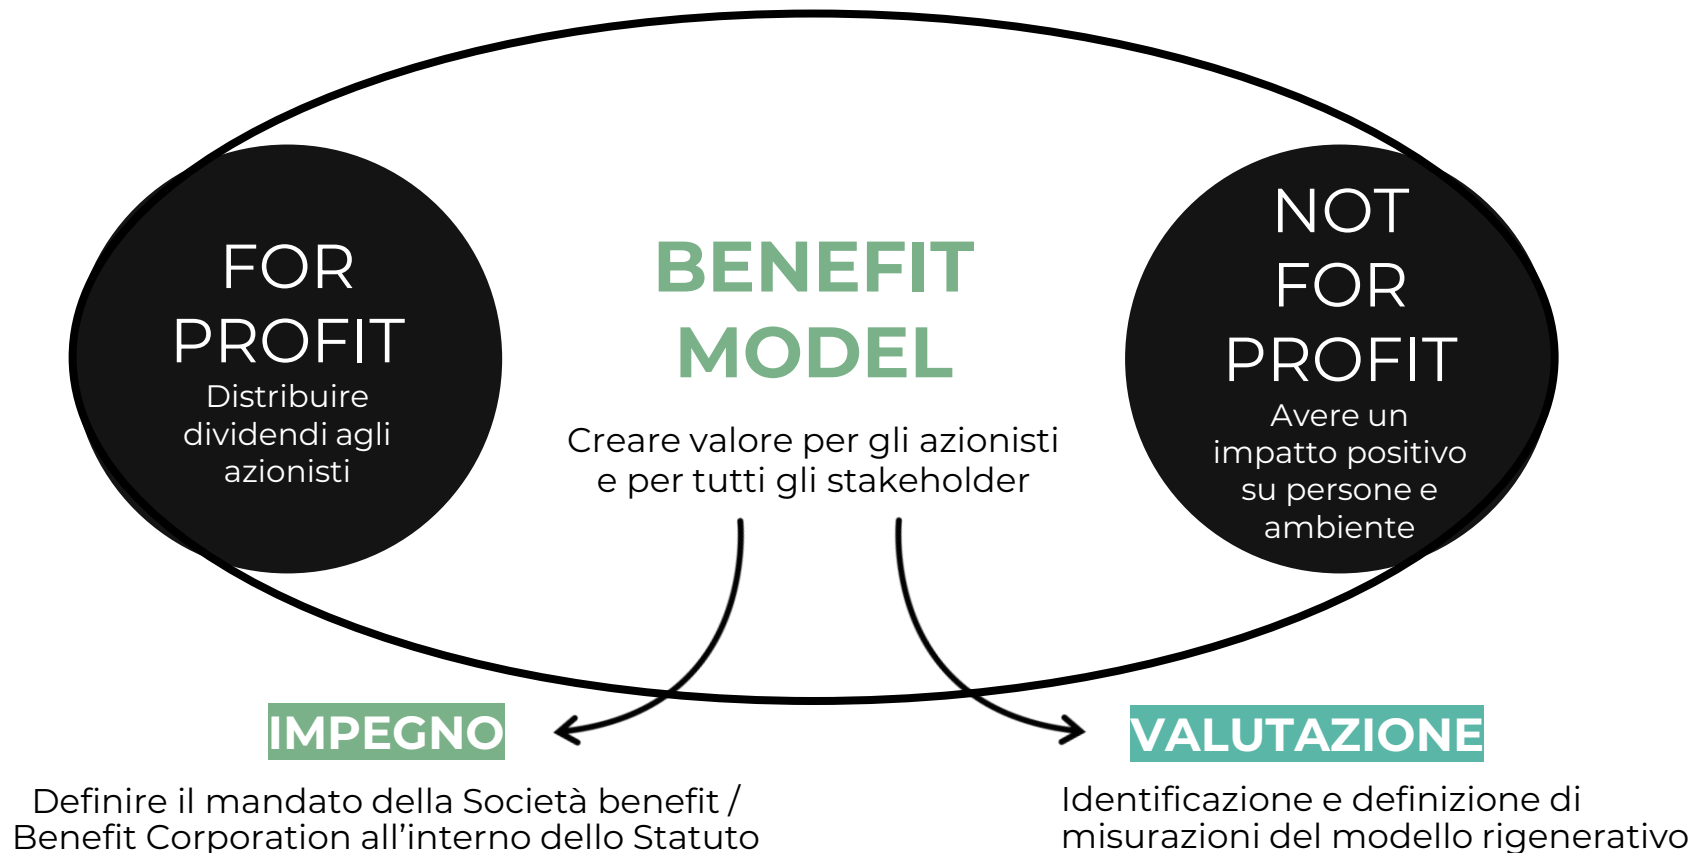 FOR
PROFIT
Distribuire
dividendi agli
azionisti
BENEFIT
MODEL
Creare valore per gli azionisti
e per tutti gli stakeholder
NOT
FOR
PROFIT
Avere un
impatto positivo
su persone e
ambiente
IMPEGNO
Definire il mandato della Società benefit /
Benefit Corporation all’interno dello Statuto
VALUTAZIONE
Identificazione e definizione di
misurazioni del modello rigenerativo